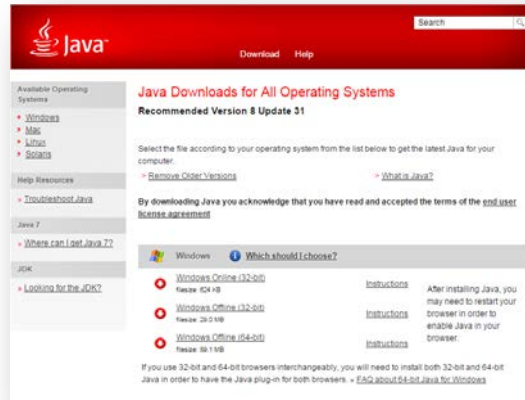 Search
Java
Download Help
Available Operating
Systems
Windows
Mac
Linux
Solaris
Help Resources
Troubleshoot Java
Java 7
Where can I get Java 7?
JDK
Looking for the JDK?
Java Downloads for All Operating Systems
Recommended Version 8 Update 31
Select the file according to your operating system from the list below to get the latest Java for your
computer.
> Remove Older Versions > What is Java?
By downloading Java you acknowledge that you have read and accepted the terms of the end user
license agreement
Windows Which should I choose?
Windows Online (32-bit)
filesize: 624 KB
Instructions
Windows Offline (32-bit)
Instructions
Windows Offline (64-bit)
Instructions
After installing Java, you
may need to restart your
browser in order to
enable Java in your
browser.
If you use 32-bit and 64-bit browsers interchangeably, you will need to install both 32-bit and 64-bit
Java in order to have the Java plug-in for both browsers. » FAQ about 64-bit Java for Windows